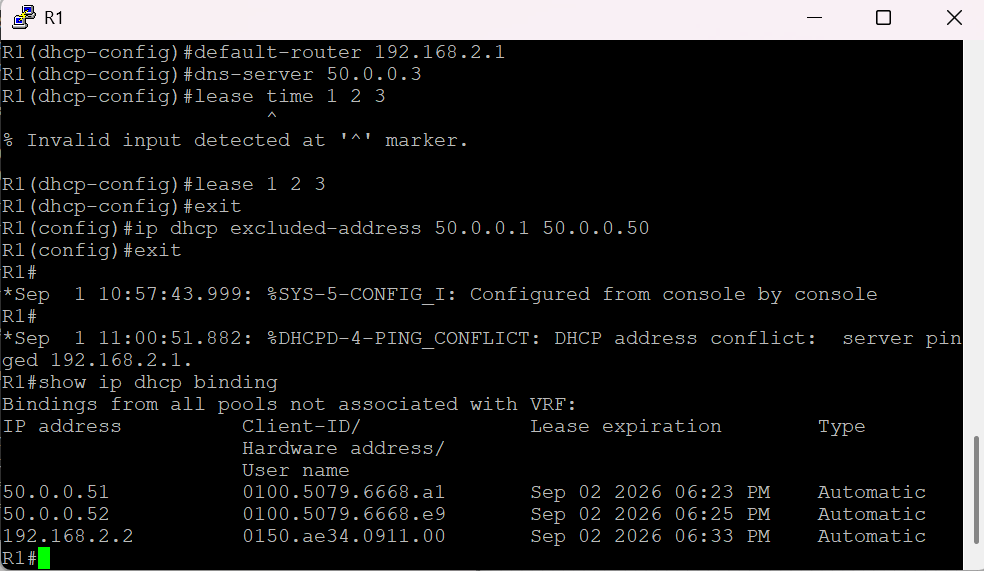 R1
R1(dhcp-config)#default-router 192.168.2.1
R1(dhcp-config)#dns-server 50.0.0.3
R1(dhcp-config)#lease time 1 2 3
^
% Invalid input detected at '^' marker.
R1(dhcp-config)#lease 1 2 3
R1(dhcp-config)#exit
R1(config)#ip dhcp excluded-address 50.0.0.1 50.0.0.50
R1(config)#exit
R1#
*Sep  1 10:57:43.999: %SYS-5-CONFIG_I: Configured from console by console
R1#
*Sep  1 11:00:51.882: %DHCPD-4-PING_CONFLICT: DHCP address conflict:  server pin
ged 192.168.2.1.
R1#show ip dhcp binding
Bindings from all pools not associated with VRF:
IP address          Client-ID/              Lease expiration        Type
Hardware address/
User name
50.0.0.51           0100.5079.6668.a1       Sep 02 2026 06:23 PM    Automatic
50.0.0.52           0100.5079.6668.e9       Sep 02 2026 06:25 PM    Automatic
192.168.2.2         0150.ae34.0911.00       Sep 02 2026 06:33 PM    Automatic
R1#